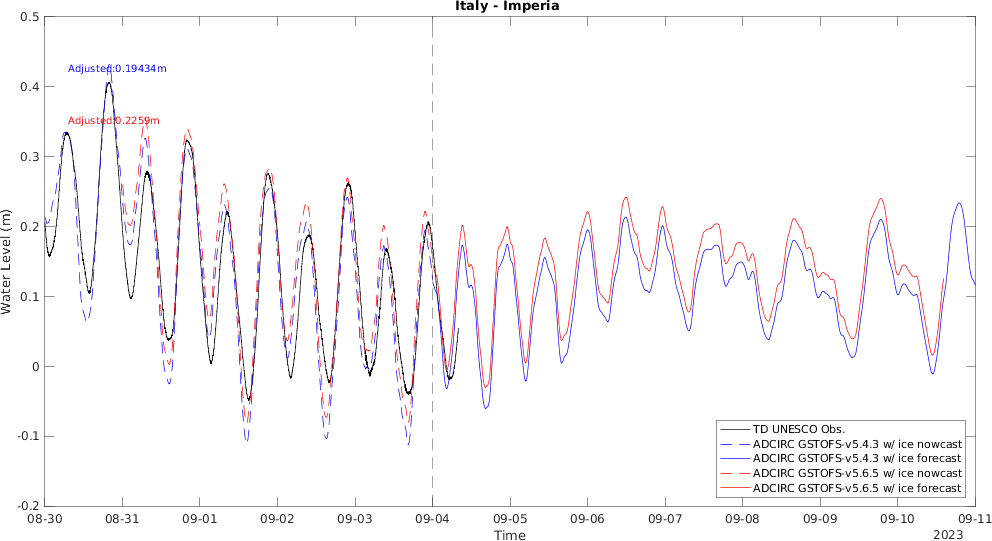 Italy - Imperia
Water Level (m)
0.5
0.4
0.3
0.2
0.1
0
-0.1
-0.2
Adjusted:0.19434m
Adjusted:0.2259m
TD UNESCO Obs.
ADCIRC GSTOFS-v5.4.3 w/ ice nowcast
ADCIRC GSTOFS-v5.4.3 w/ ice forecast
ADCIRC GSTOFS-v5.6.5 w/ ice nowcast
ADCIRC GSTOFS-v5.6.5 w/ ice forecast
08-30 08-31 09-01 09-02 09-03 09-04 09-05 09-06 09-07 09-08 09-09 09-10 09-11
Time
2023